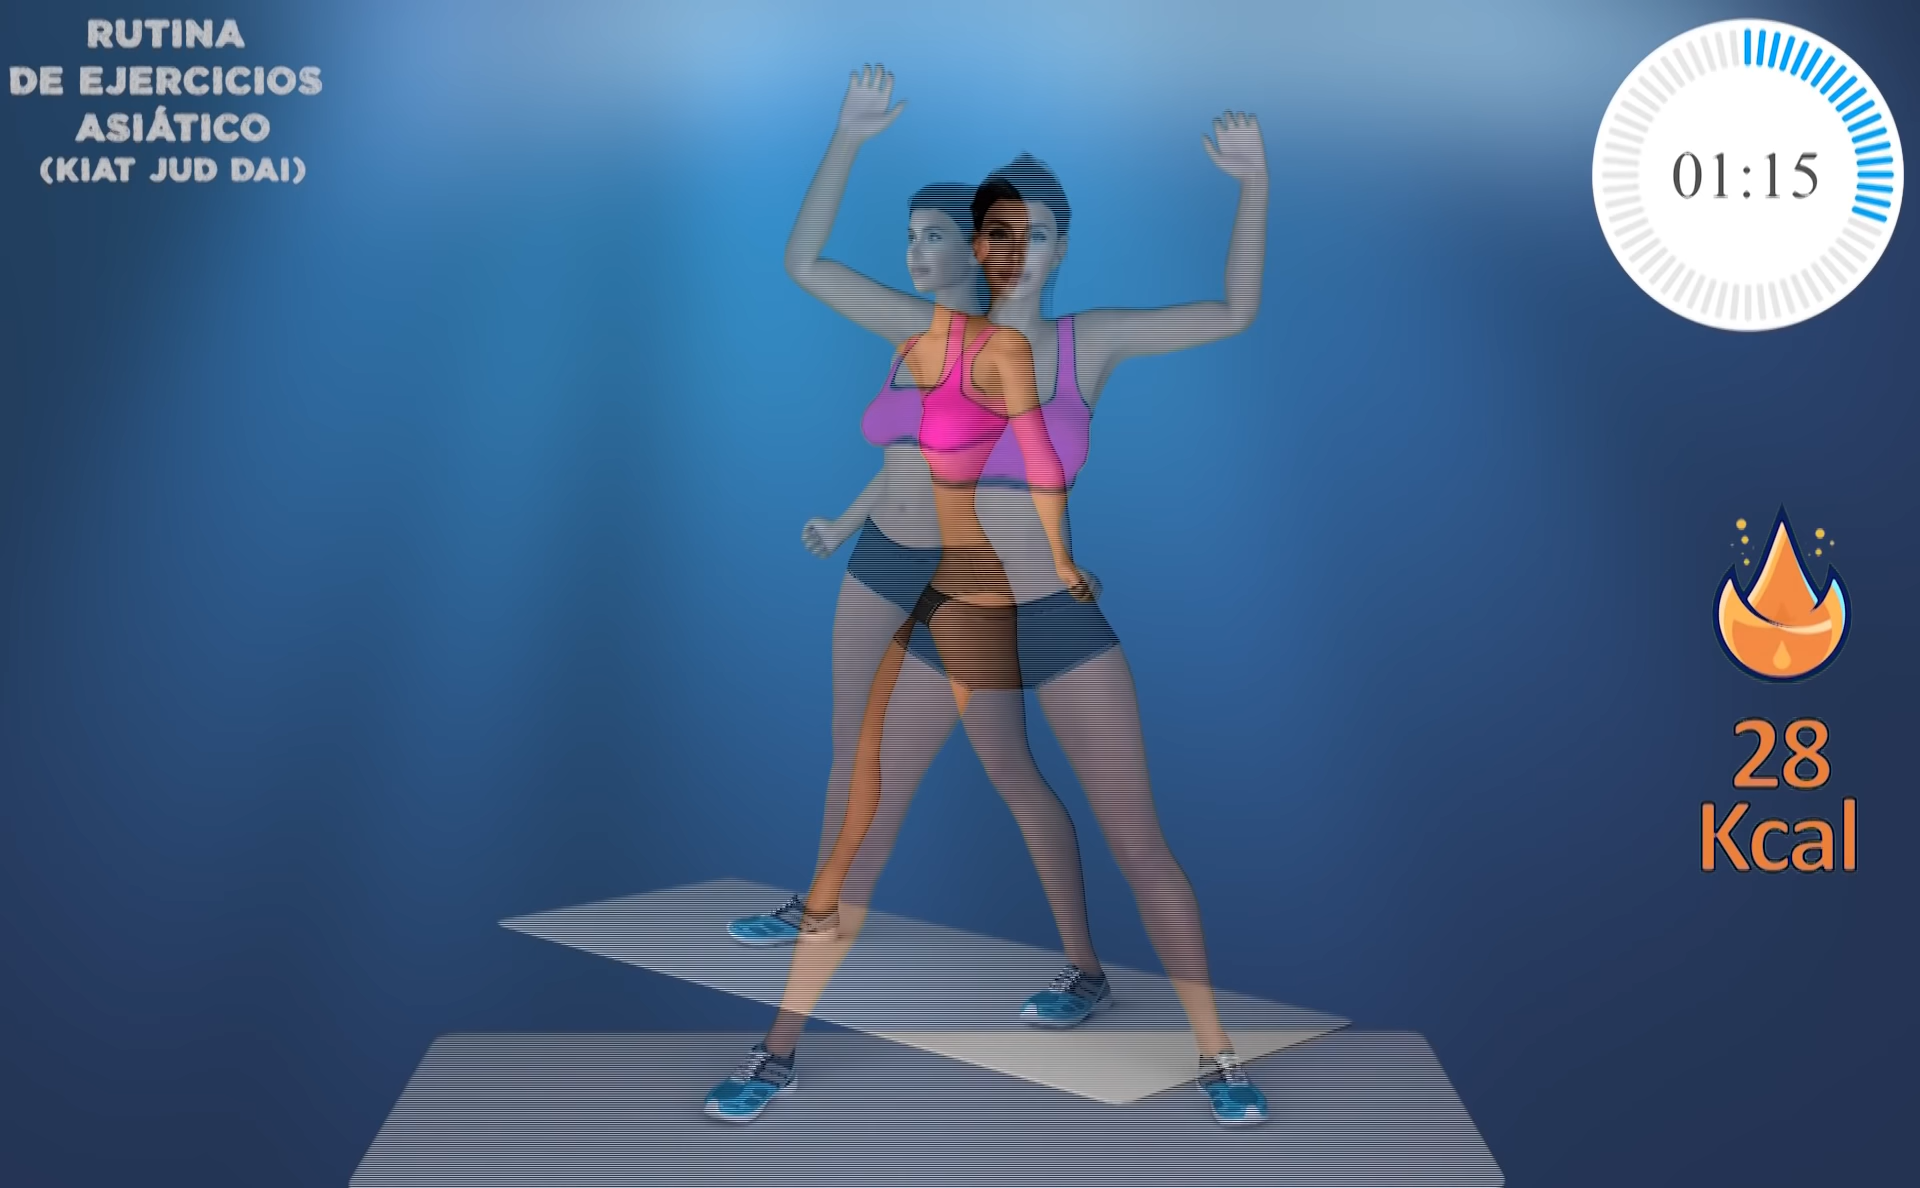 RUTINA
DE EJERCICIOS
ASIÁTICO
(KIAT JUD DAI)
01:15
28
Kcal